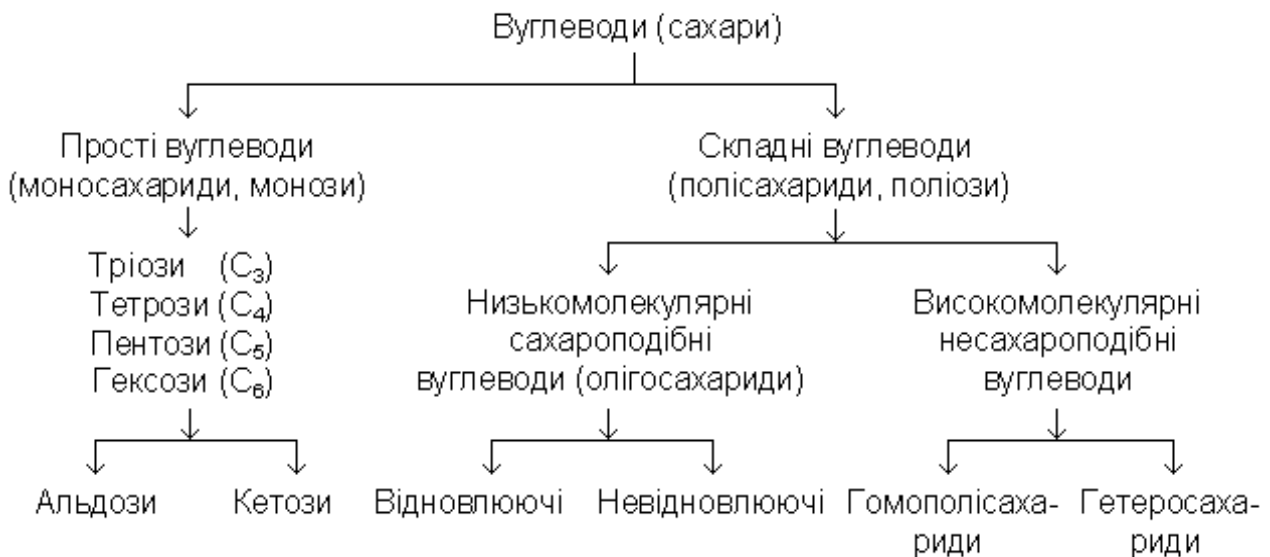 Вуглеводи (сахари)
Прості вуглеводи
(моносахариди, монози)
Складні вуглеводи
(полісахариди, поліози)
Тріози (C₃)
Тетрози (C₄)
Пентози (C₅)
Гексози (C₆)
Низькомолекулярні
сахароподібні
вуглеводи (олігосахариди)
Високомолекулярні
несахароподібні
вуглеводи
Альдози
Кетози
Відновлюючі
Невідновлюючі
Гомополісаха-
риди
Гетеросаха-
риди